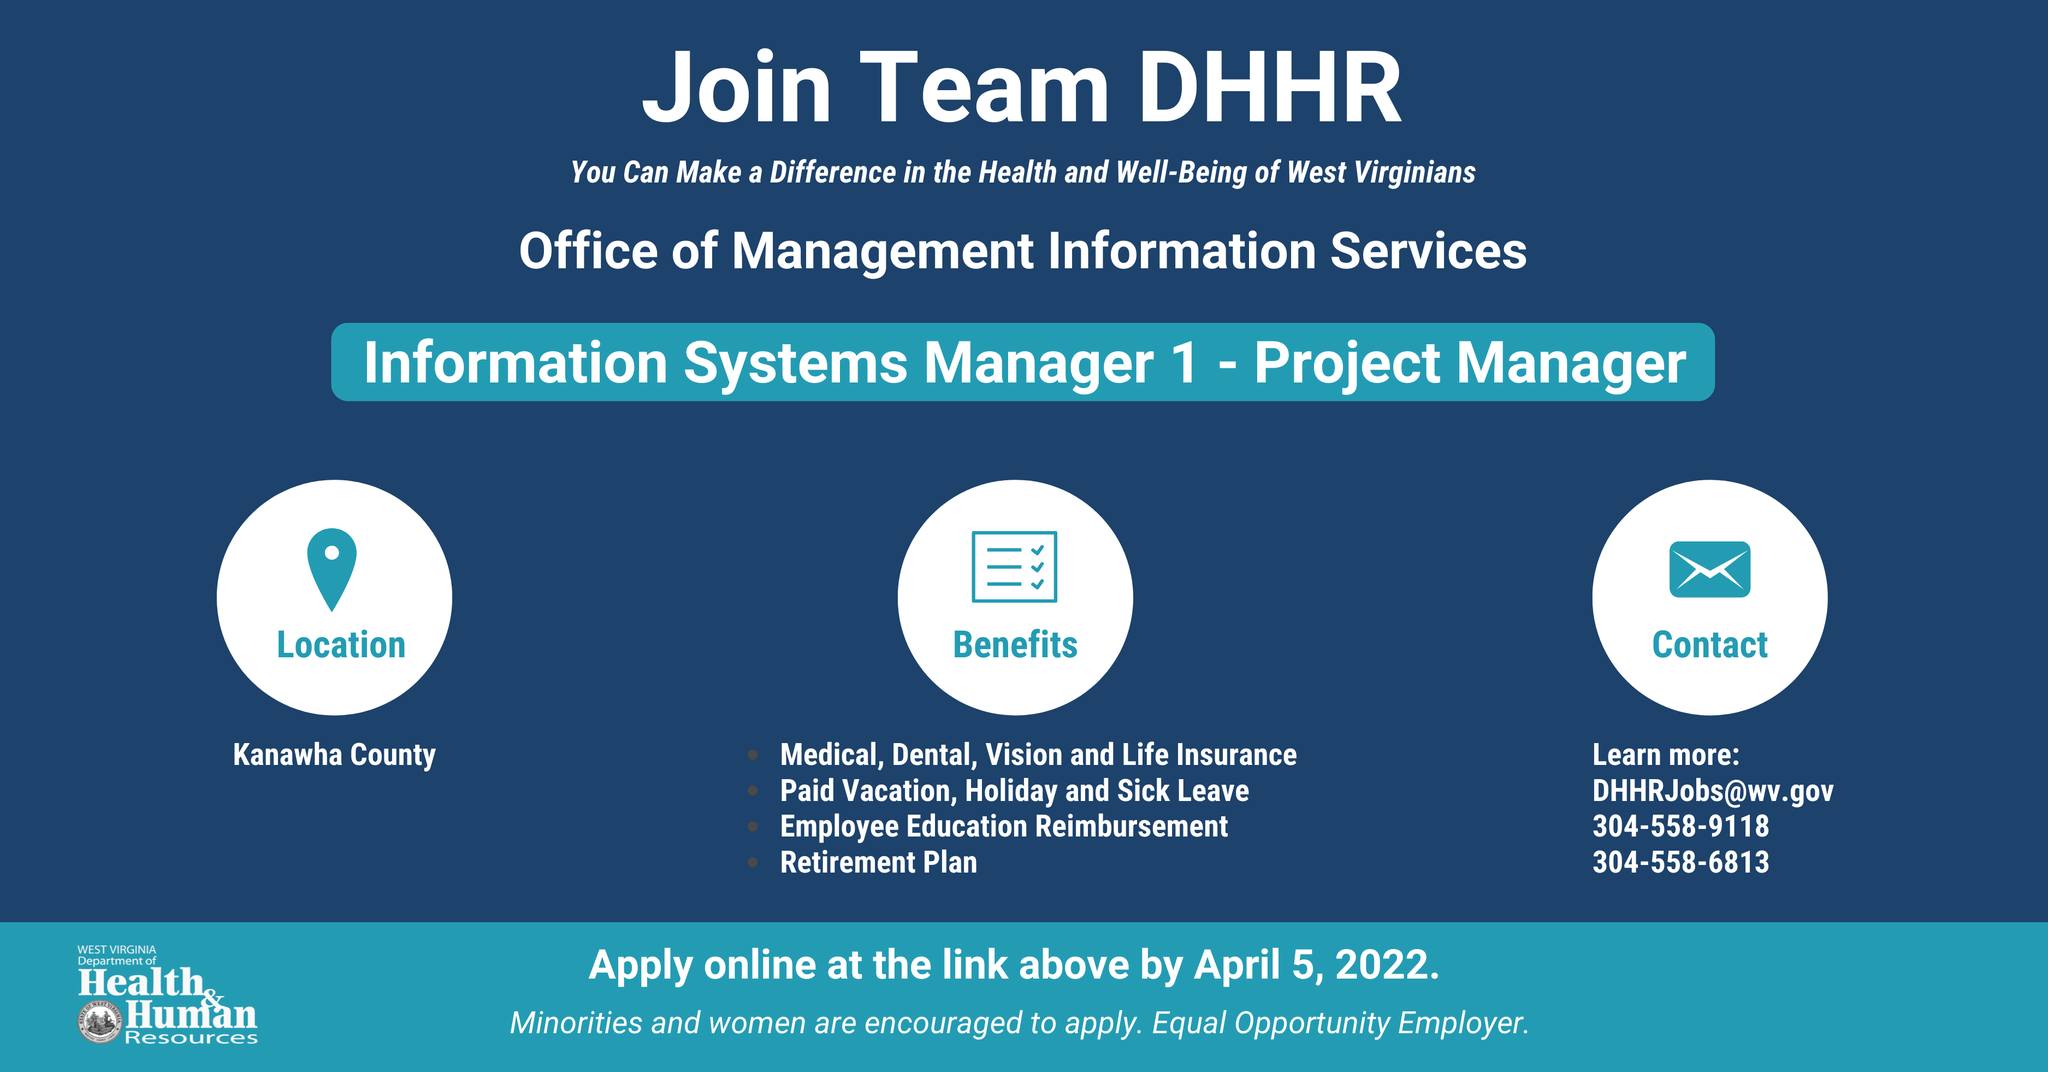 Join Team DHHR
You Can Make a Difference in the Health and Well-Being of West Virginians
Office of Management Information Services
Information Systems Manager 1 - Project Manager
Location
Kanawha County
Benefits
Medical, Dental, Vision and Life Insurance
Paid Vacation, Holiday and Sick Leave
Employee Education Reimbursement
Retirement Plan
Contact
Learn more:
DHHRJobs@wv.gov
304-558-9118
304-558-6813
WEST VIRGINIA
Department of
Health &
Human
Resources
Apply online at the link above by April 5, 2022.
Minorities and women are encouraged to apply. Equal Opportunity Employer.